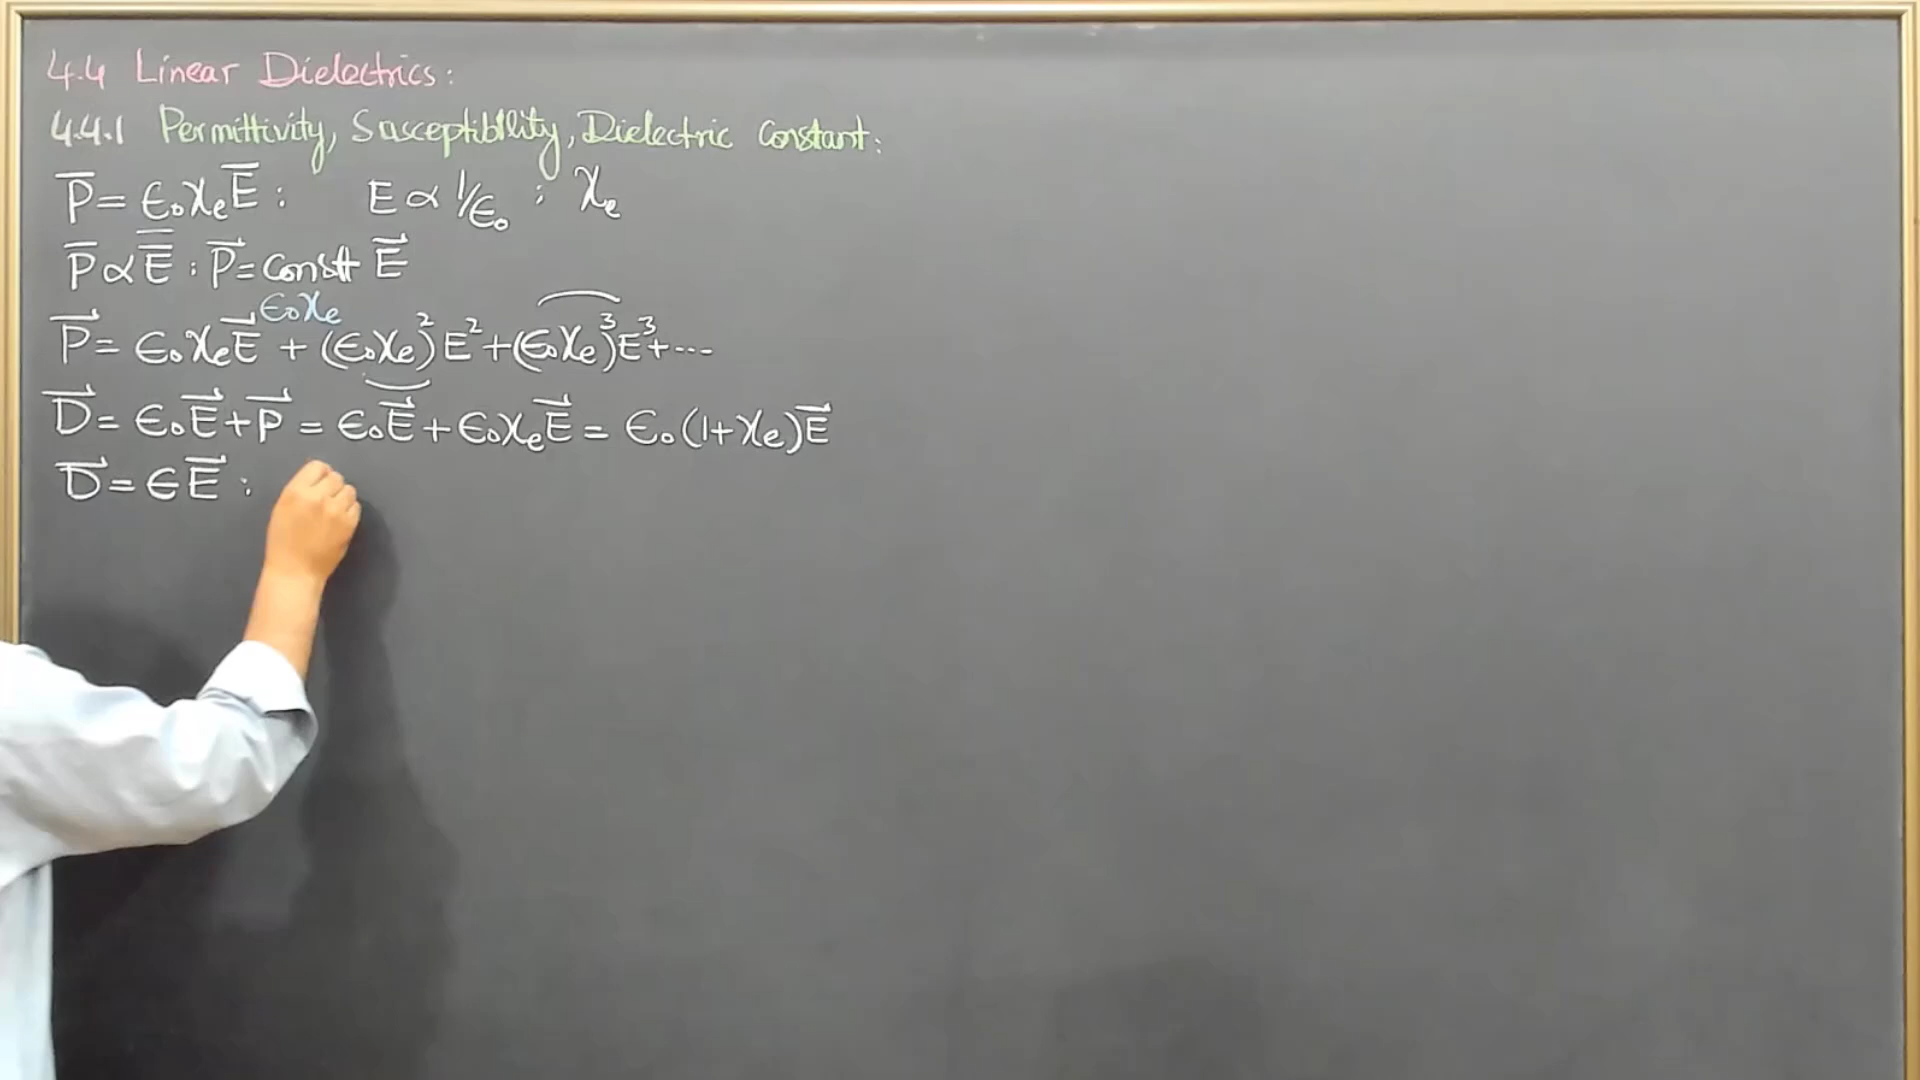 4.4 Linear Dielectrics:
4.4.1 Permittivity, Susceptibility, Dielectric Constant:
P̅ = ϵ₀χₑE̅ : E ∝ 1/ϵ₀ : χₑ
P̅ ∝ E̅ : P⃗ = constt E⃗
ϵ₀χₑ
P⃗ = ϵ₀χₑE⃗ + (ϵ₀χₑ)²E² + (ϵ₀χₑ)³E³ + ...
D⃗ = ϵ₀E⃗ + P⃗ = ϵ₀E⃗ + ϵ₀χₑE⃗ = ϵ₀(1+χₑ)E⃗
D⃗ = ϵE⃗ :